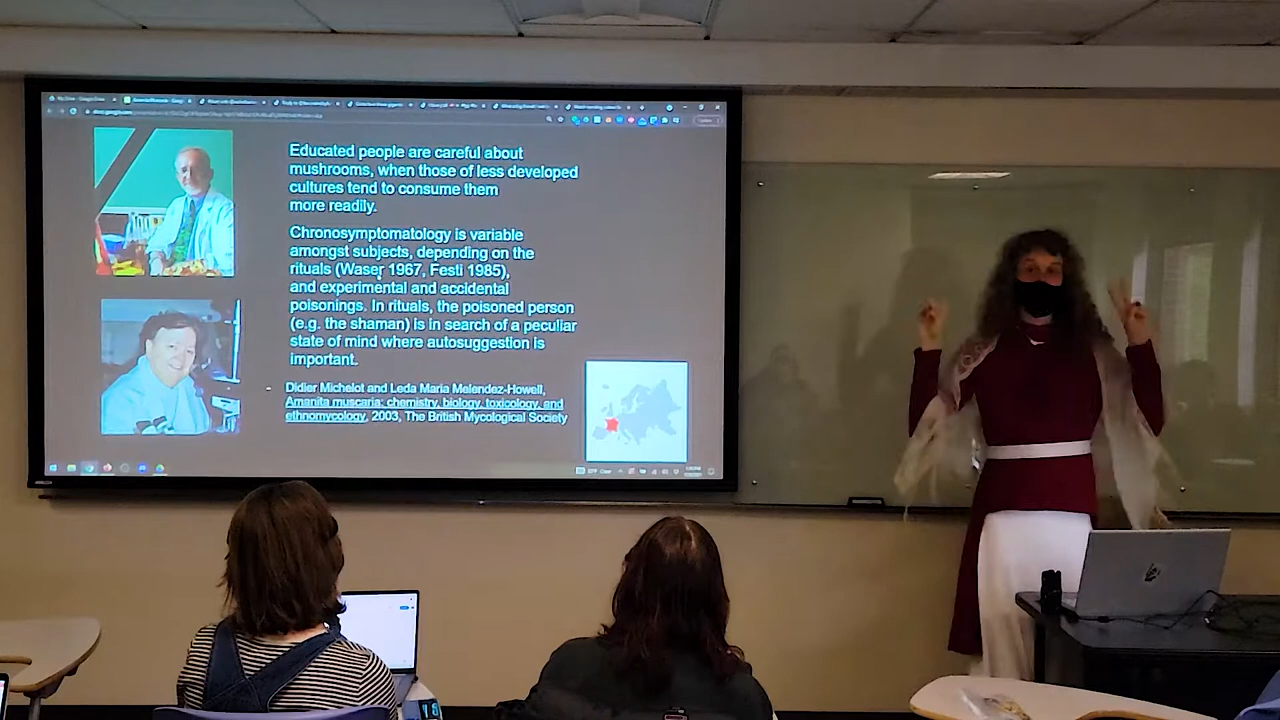 Educated people are careful about
mushrooms, when those of less developed
cultures tend to consume them
more readily.
Chronosymptomatology is variable
amongst subjects, depending on the
rituals (Waser 1967, Festi 1985),
and experimental and accidental
poisonings. In rituals, the poisoned person
(e.g. the shaman) is in search of a peculiar
state of mind where autosuggestion is
important.
- Didier Michelot and Leda Maria Melendez-Howell,
Amanita muscaria: chemistry, biology, toxicology, and
ethnomycology, 2003, The British Mycological Society